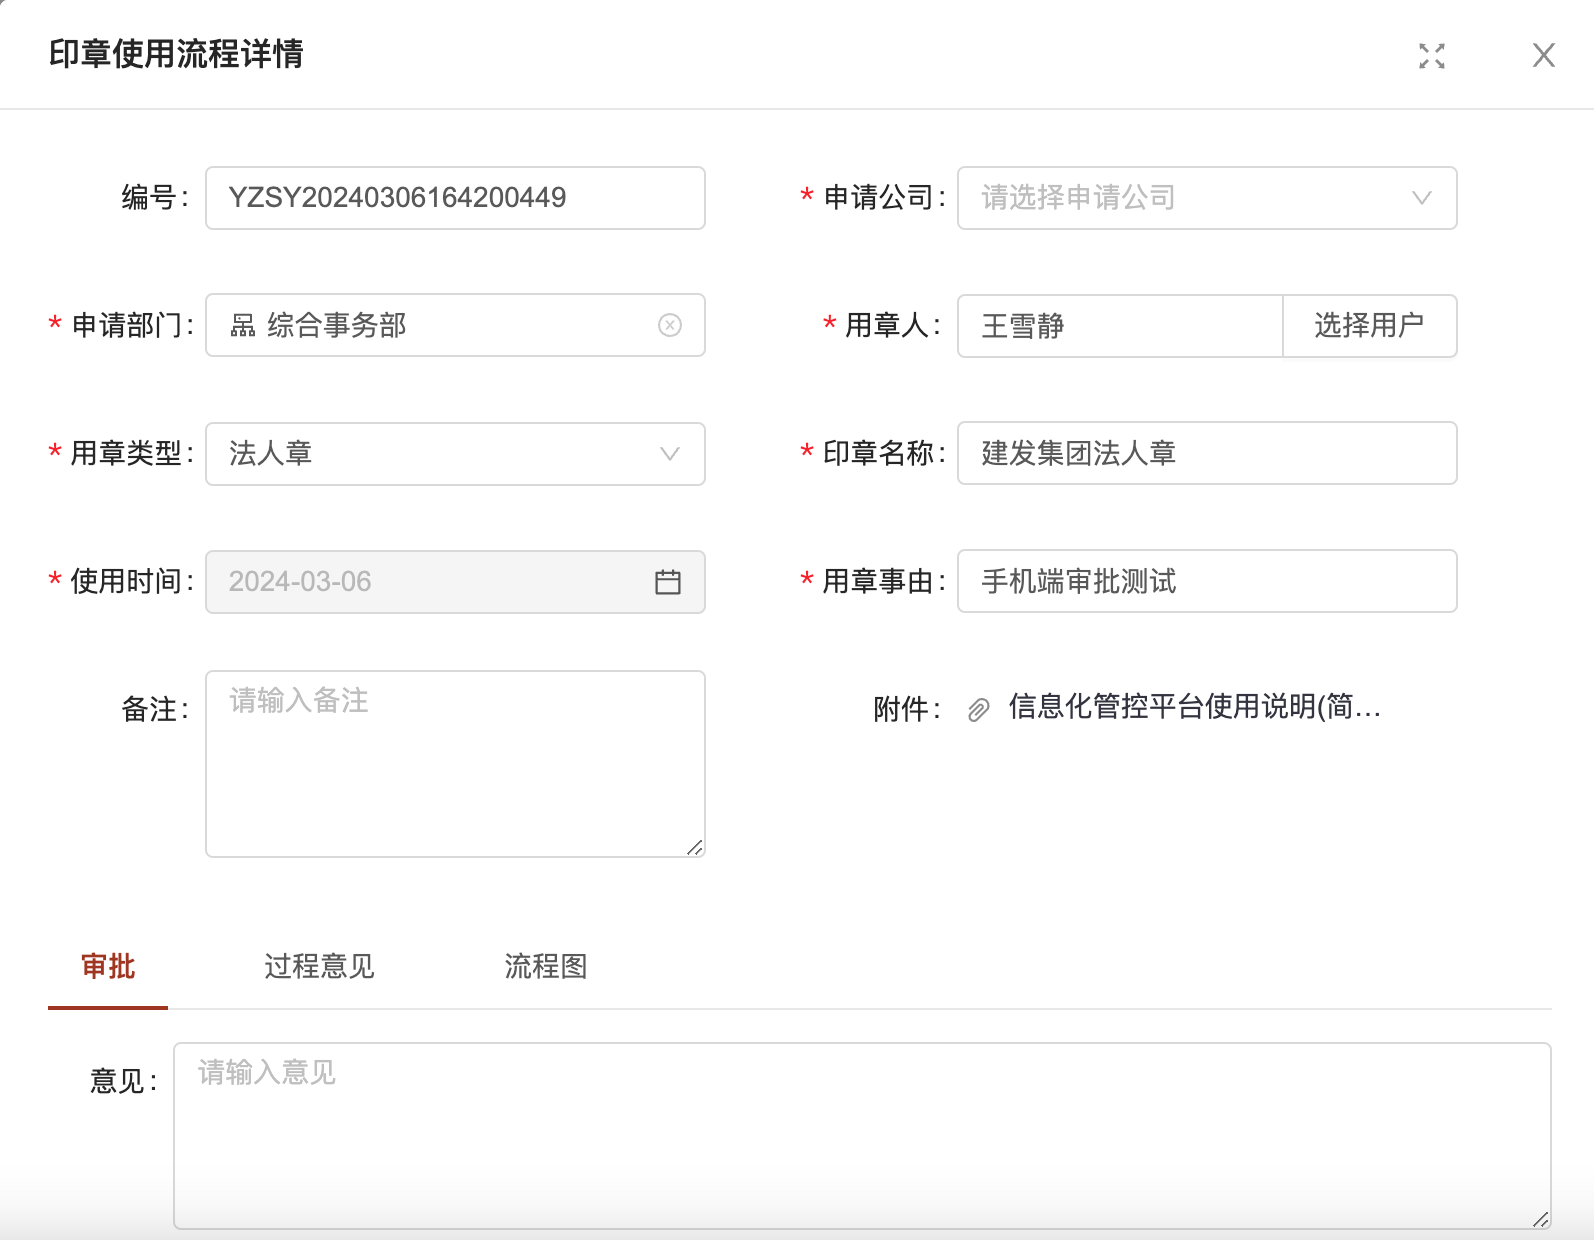 印章使用流程详情
编号: YZSY20240306164200449
* 申请公司: 请选择申请公司
* 申请部门: 综合事务部
* 用章人: 王雪静 选择用户
* 用章类型: 法人章
* 印章名称: 建发集团法人章
* 使用时间: 2024-03-06
* 用章事由: 手机端审批测试
备注: 请输入备注
附件: 信息化管控平台使用说明(简...
审批 过程意见 流程图
意见: 请输入意见